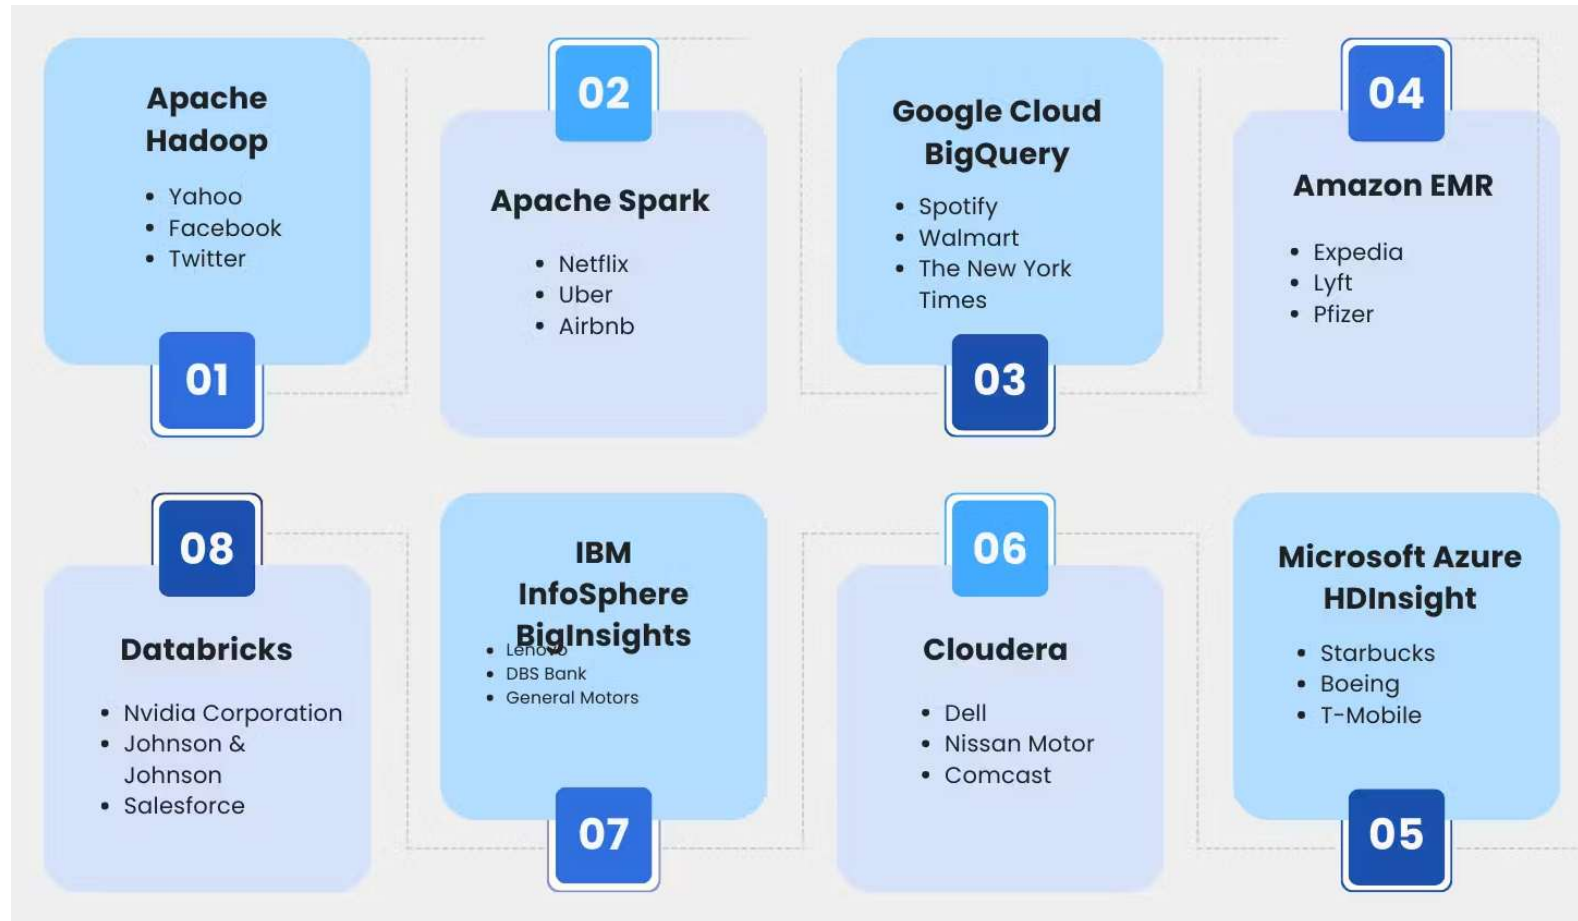 Apache
Hadoop
• Yahoo
• Facebook
• Twitter
01
02
Apache Spark
• Netflix
• Uber
• Airbnb
Google Cloud
BigQuery
• Spotify
• Walmart
• The New York
Times
03
04
Amazon EMR
• Expedia
• Lyft
• Pfizer
Microsoft Azure
HDInsight
• Starbucks
• Boeing
• T-Mobile
05
06
Cloudera
• Dell
• Nissan Motor
• Comcast
IBM
InfoSphere
BigInsights
• Lenovo
• DBS Bank
• General Motors
07
08
Databricks
• Nvidia Corporation
• Johnson &
Johnson
• Salesforce